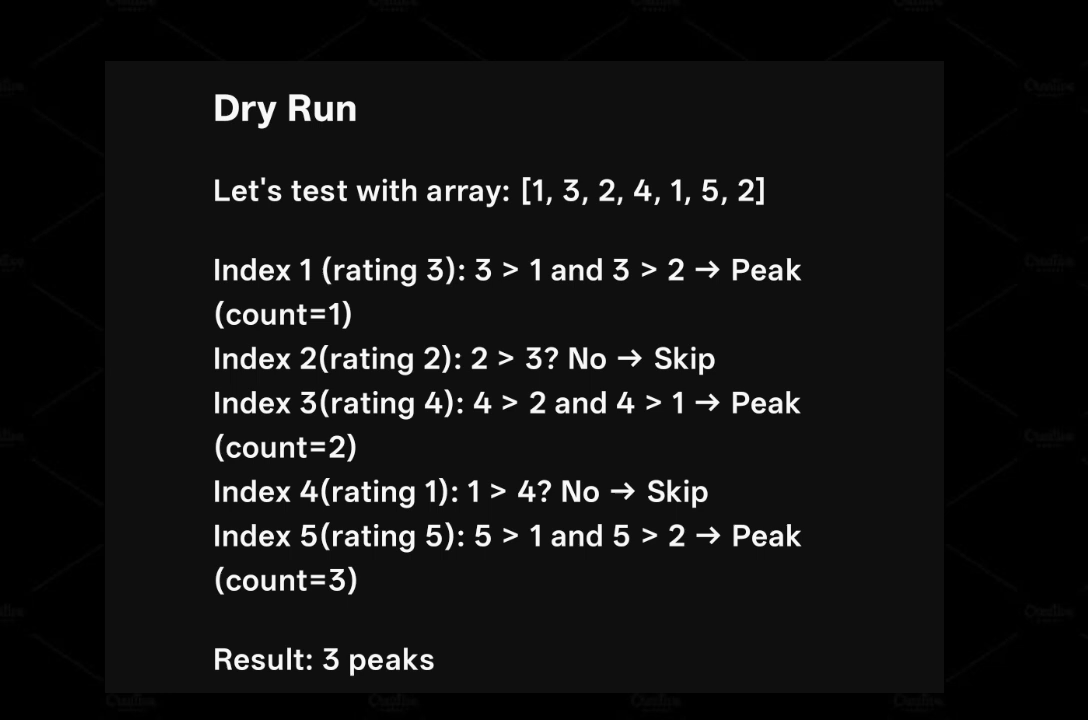 Dry Run
Let's test with array: [1, 3, 2, 4, 1, 5, 2]
Index 1 (rating 3): 3 > 1 and 3 > 2 → Peak
(count=1)
Index 2(rating 2): 2 > 3? No → Skip
Index 3(rating 4): 4 > 2 and 4 > 1 → Peak
(count=2)
Index 4(rating 1): 1 > 4? No → Skip
Index 5(rating 5): 5 > 1 and 5 > 2 → Peak
(count=3)
Result: 3 peaks